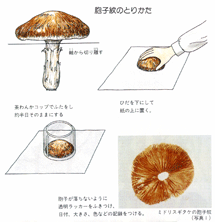 胞子紋のとりかた
柄から切り離す
ひだを下にして
紙の上に置く。
茶わんかコップでふたをし
約半日そのままにする
胞子が落ちないように
透明ラッカーをふきつけ、
日付、大きさ、色などの記録をつける。
ミドリスギタケの胞子紋
(写真1)